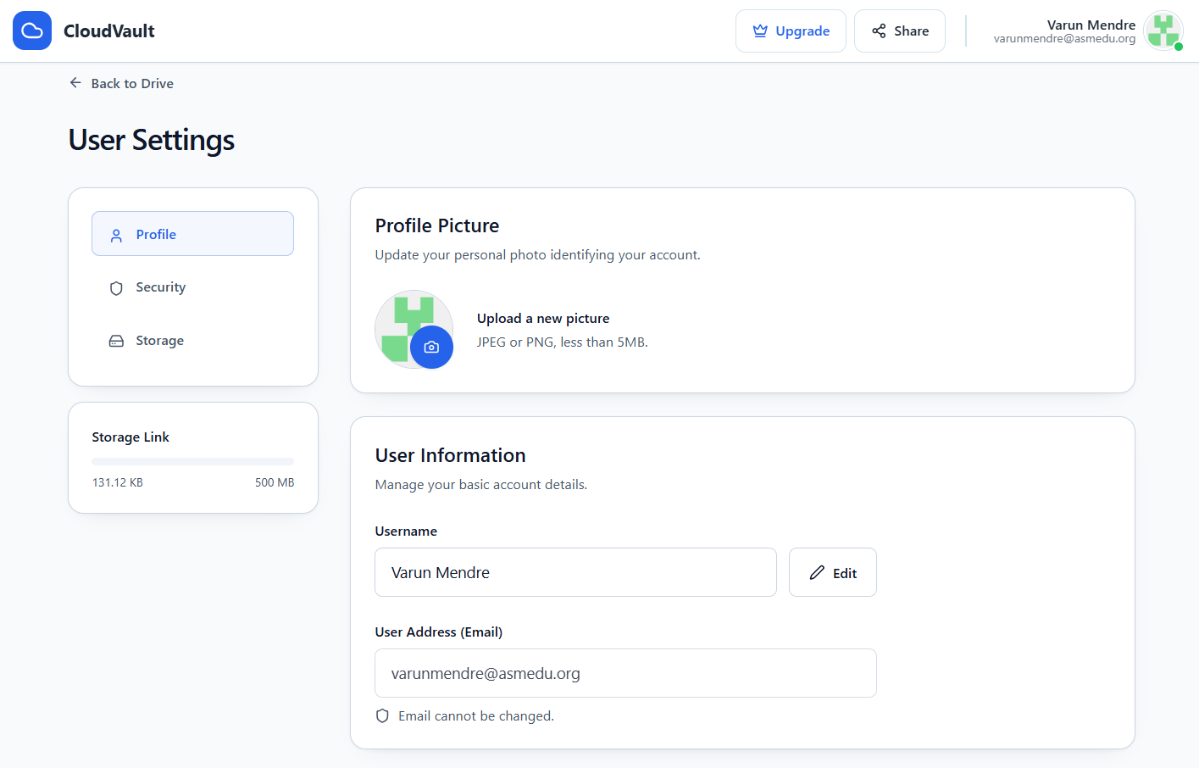 CloudVault
Upgrade
Share
Varun Mendre
varunmendre@asmedu.org
Back to Drive
User Settings
Profile
Security
Storage
Storage Link
131.12 KB
500 MB
Profile Picture
Update your personal photo identifying your account.
Upload a new picture
JPEG or PNG, less than 5MB.
User Information
Manage your basic account details.
Username
Varun Mendre
Edit
User Address (Email)
varunmendre@asmedu.org
Email cannot be changed.